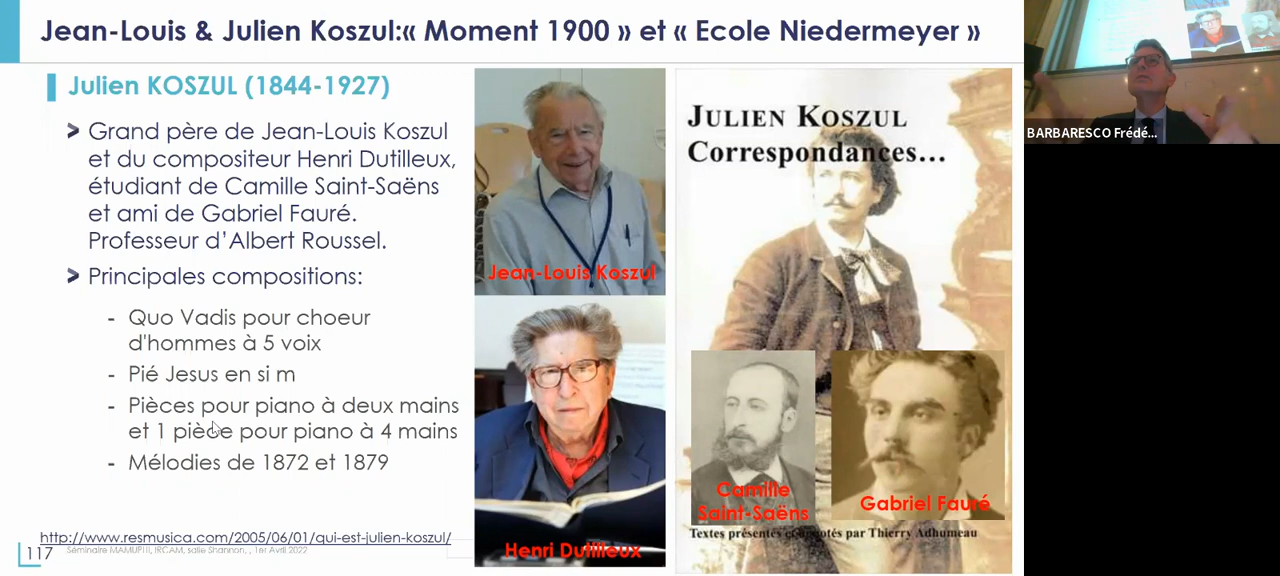 Jean-Louis & Julien Koszul:« Moment 1900 » et « Ecole Niedermeyer »
Julien KOSZUL (1844-1927)
> Grand père de Jean-Louis Koszul
et du compositeur Henri Dutilleux,
étudiant de Camille Saint-Saëns
et ami de Gabriel Fauré.
Professeur d'Albert Roussel.
> Principales compositions:
- Quo Vadis pour choeur
d'hommes à 5 voix
- Pié Jesus en si m
- Pièces pour piano à deux mains
et 1 pièce pour piano à 4 mains
- Mélodies de 1872 et 1879
http://www.resmusica.com/2005/06/01/qui-est-julien-koszul/
117
Séminaire MAMUPHI, IRCAM, salle Shannon, , 1er Avril 2022
Jean-Louis Koszul
Henri Dutilleux
JULIEN KOSZUL
Correspondances...
Camille
Saint-Saëns
Gabriel Fauré
Textes présentés et annotés par Thierry Adhumeau
BARBARESCO Frédé...